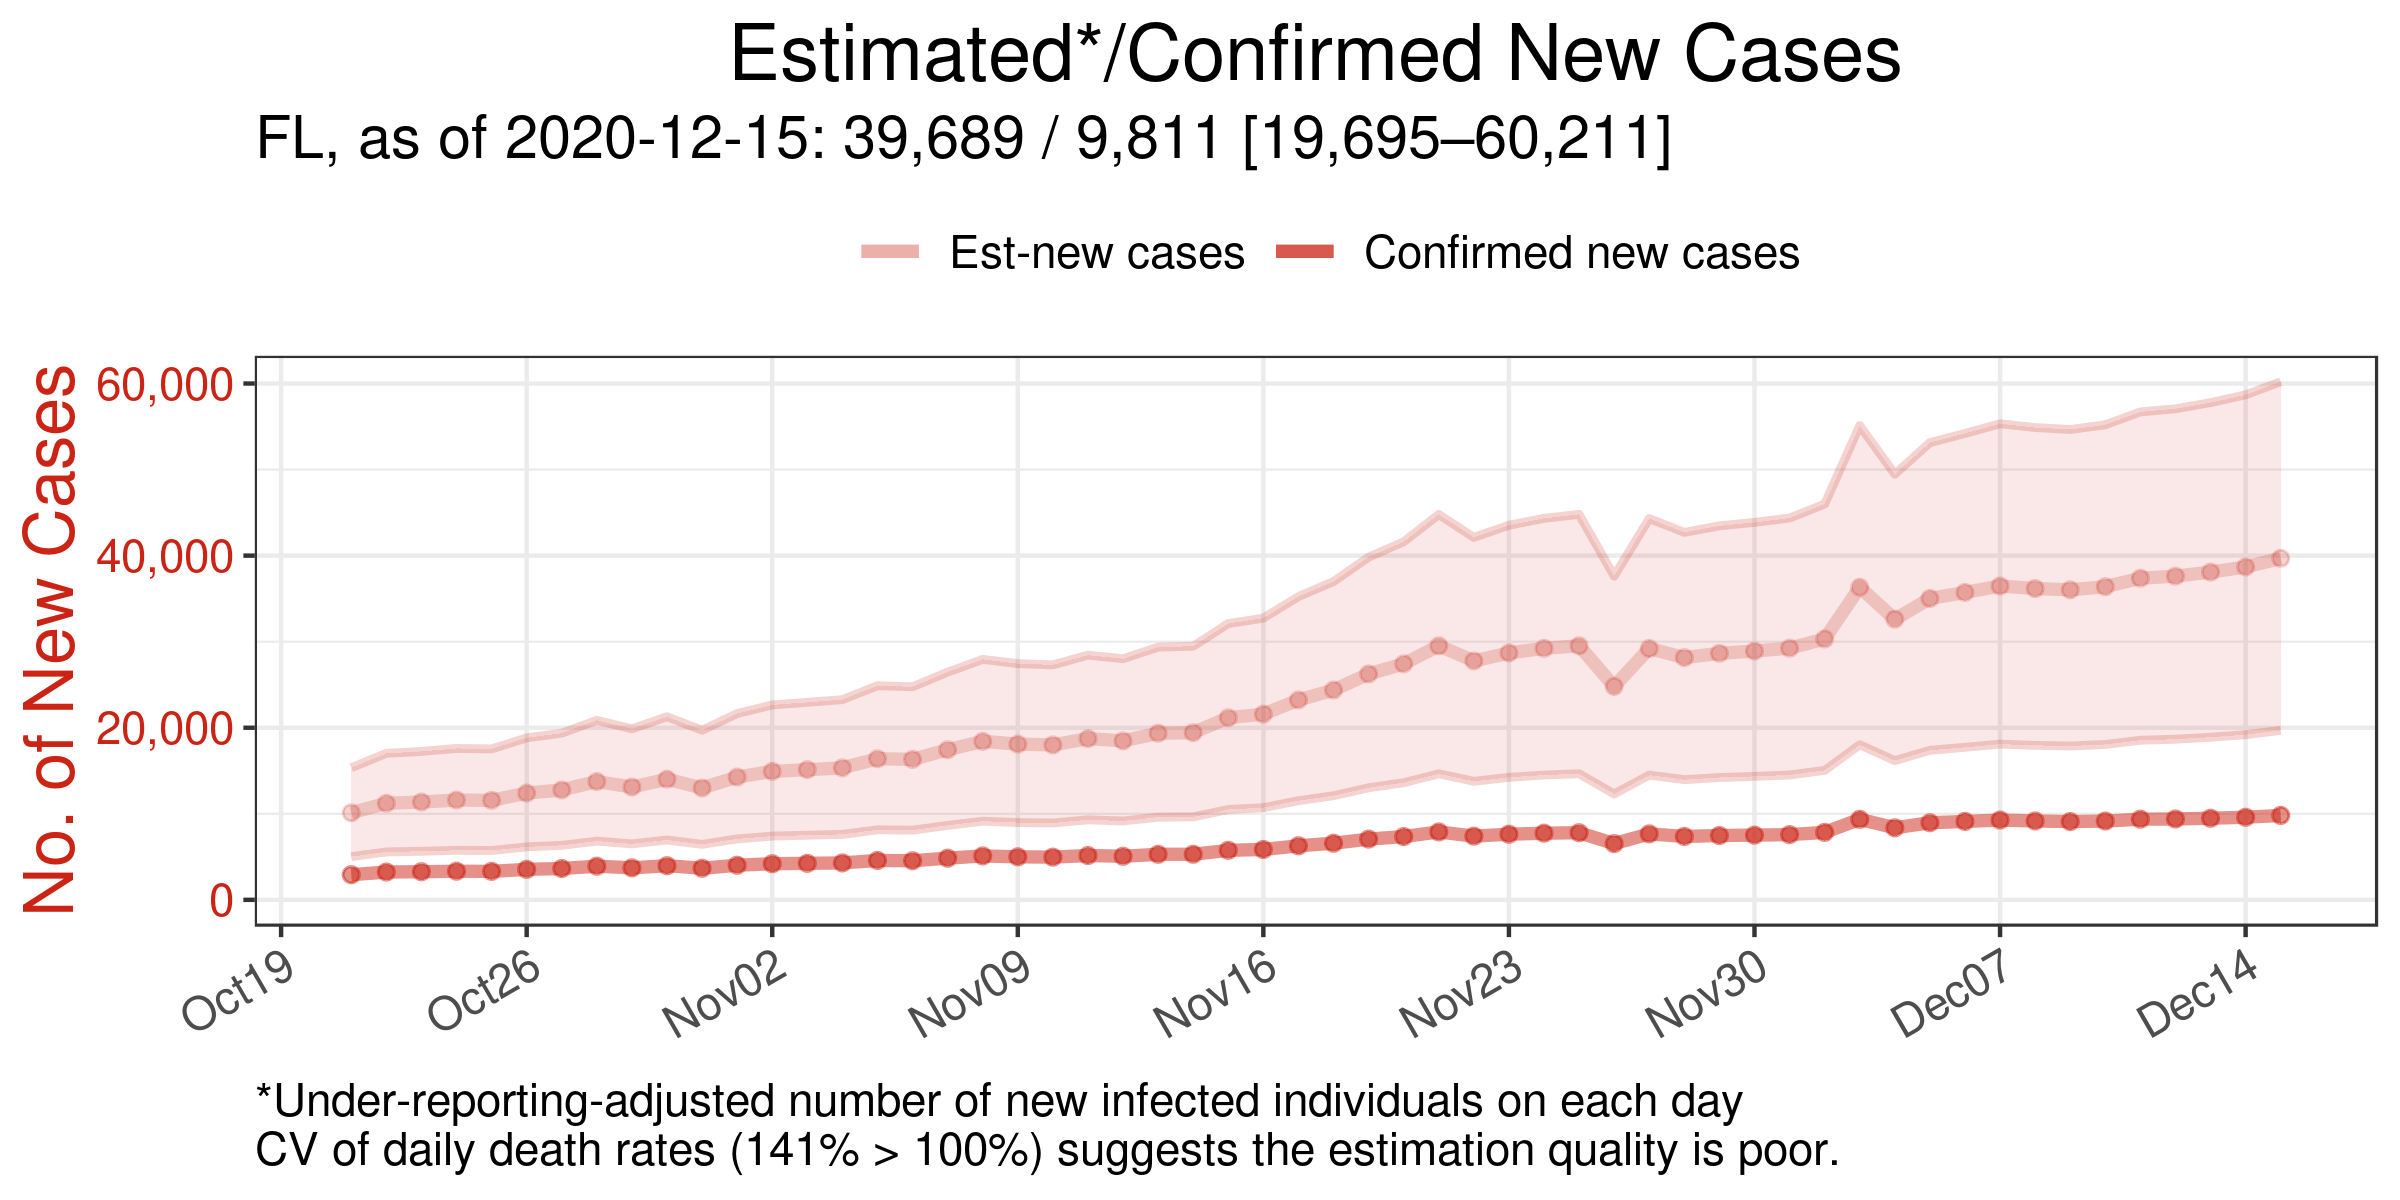 Estimated*/Confirmed New Cases
FL, as of 2020-12-15: 39,689 / 9,811 [19,695–60,211]
Est-new cases
Confirmed new cases
No. of New Cases
60,000
40,000
20,000
0
Oct19
Oct26
Nov02
Nov09
Nov16
Nov23
Nov30
Dec07
Dec14
*Under-reporting-adjusted number of new infected individuals on each day
CV of daily death rates (141% > 100%) suggests the estimation quality is poor.